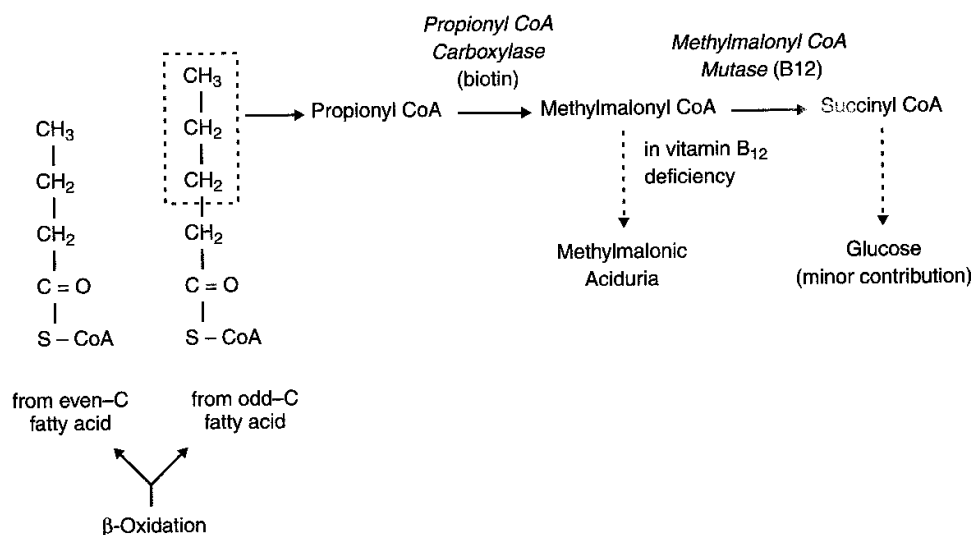 Propionyl CoA
Carboxylase
(biotin)
Methylmalonyl CoA
Mutase (B12)
CH3
CH2
CH2
CH2
C = O
S – CoA
from odd–C
fatty acid
CH3
CH2
CH2
C = O
S – CoA
from even–C
fatty acid
β-Oxidation
Propionyl CoA
Methylmalonyl CoA
Succinyl CoA
in vitamin B12
deficiency
Methylmalonic
Aciduria
Glucose
(minor contribution)